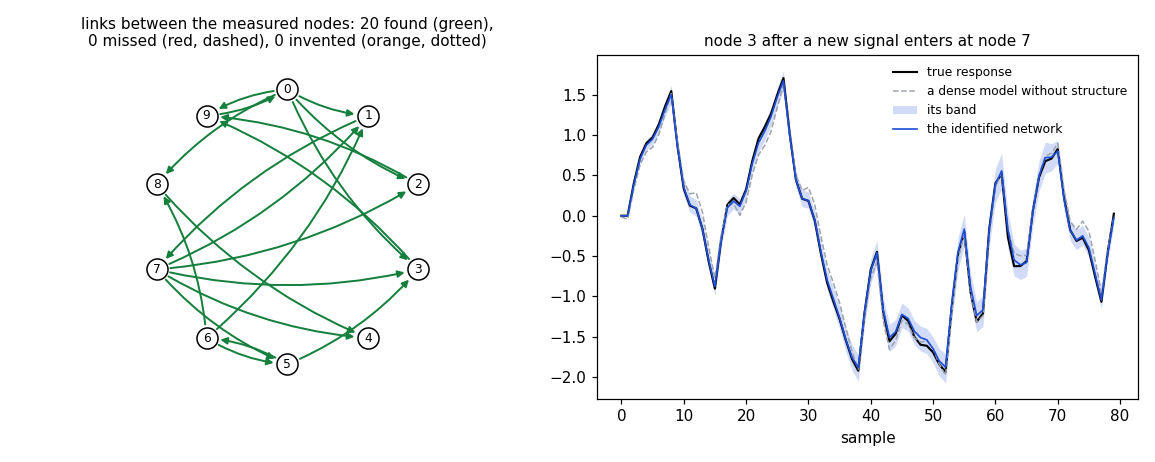 links between the measured nodes: 20 found (green),
0 missed (red, dashed), 0 invented (orange, dotted)
0
1
2
3
4
5
6
7
8
9
node 3 after a new signal enters at node 7
true response
a dense model without structure
its band
the identified network
1.5
1.0
0.5
0.0
−0.5
−1.0
−1.5
−2.0
0 10 20 30 40 50 60 70 80
sample